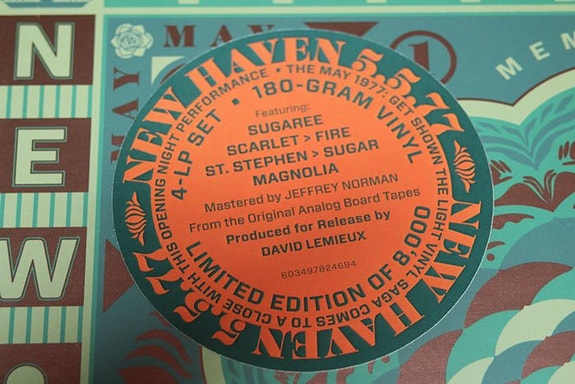 N
E
W
MAY
MAY
1
MEM
NEW HAVEN 5.5.77
NEW HAVEN 5.5.77
THE MAY 1977: GET SHOWN THE LIGHT VINYL SAGA COMES TO A CLOSE WITH THIS OPENING NIGHT PERFORMANCE •
4-LP SET • 180-GRAM VINYL
Featuring:
SUGAREE
SCARLET > FIRE
ST. STEPHEN > SUGAR
MAGNOLIA
Mastered by JEFFREY NORMAN
From the Original Analog Board Tapes
Produced for Release by
DAVID LEMIEUX
603497824694
LIMITED EDITION OF 8,000